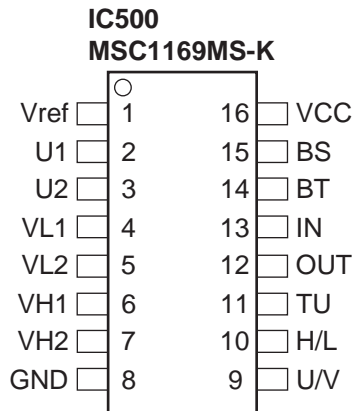 IC500
MSC1169MS-K
Vref 1 16 VCC
U1 2 15 BS
U2 3 14 BT
VL1 4 13 IN
VL2 5 12 OUT
VH1 6 11 TU
VH2 7 10 H/L
GND 8 9 U/V